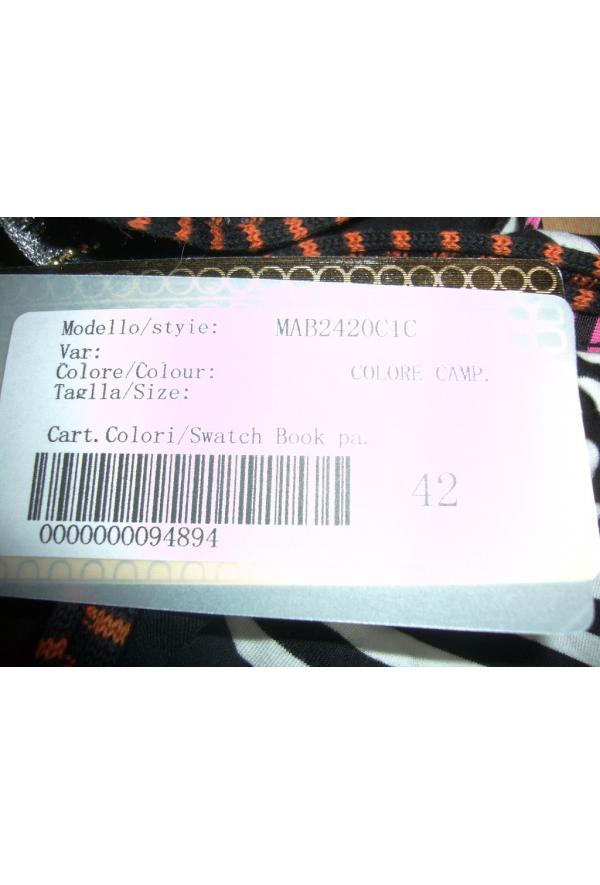 Modello/styie: MAB2420C1C
Var:
Colore/Colour: COLORE CAMP.
Taglla/Size:
Cart.Colori/Swatch Book pa.
42
0000000094894